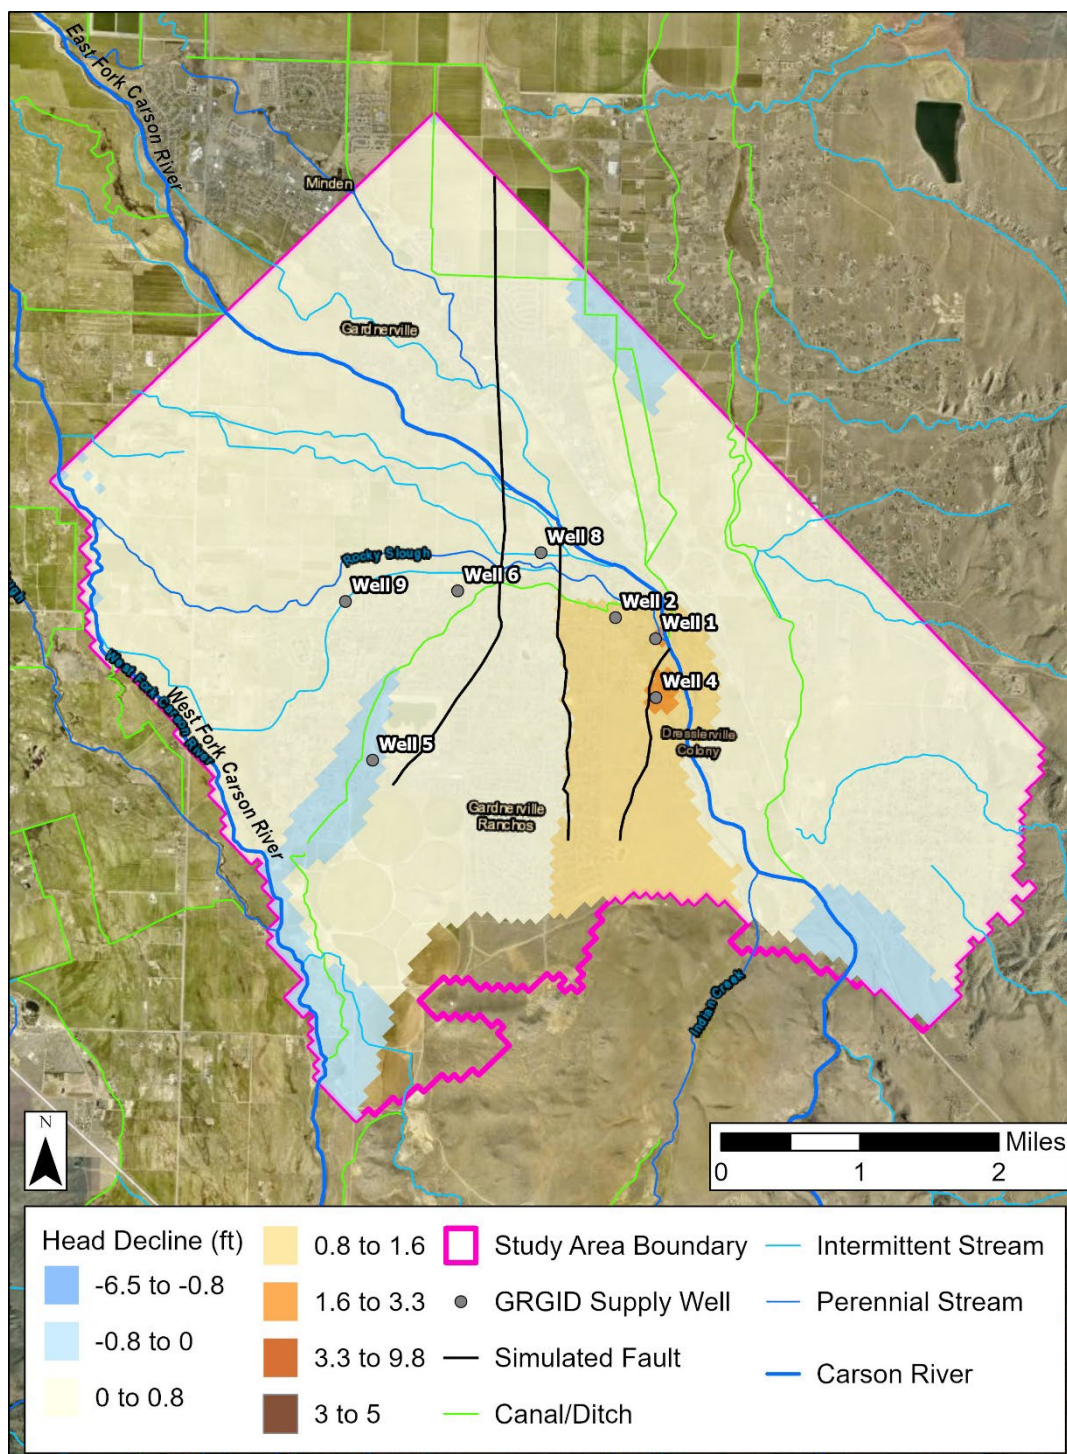 East Fork Carson River
Minden
Gardnerville
Well 8
Rocky Slough
Well 6
Well 9
Well 2
Well 1
West Fork Carson River
West Fork Carson River
Well 4
Dresslerville
Colony
Well 5
Gardnerville
Ranchos
Indian Creek
N
Miles
0 1 2
Head Decline (ft)
-6.5 to -0.8
-0.8 to 0
0 to 0.8
0.8 to 1.6
1.6 to 3.3
3.3 to 9.8
3 to 5
Study Area Boundary
GRGID Supply Well
Simulated Fault
Canal/Ditch
Intermittent Stream
Perennial Stream
Carson River